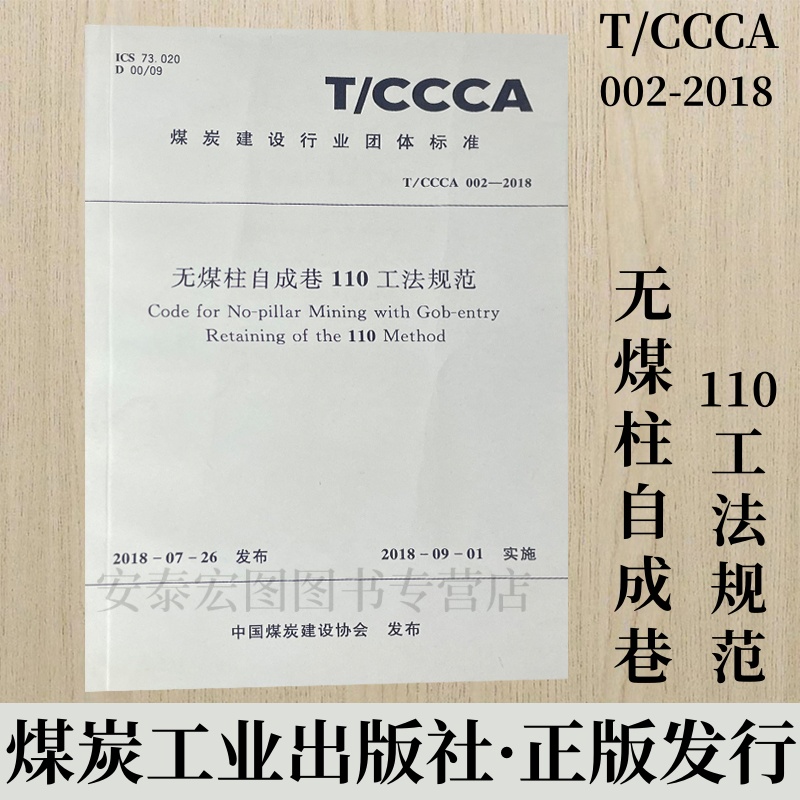 ICS 73.020
D 00/09
T/CCCA
煤炭建设行业团体标准
T/CCCA 002—2018
无煤柱自成巷 110 工法规范
Code for No-pillar Mining with Gob-entry
Retaining of the 110 Method
2018-07-26 发布
2018-09-01 实施
安泰宏图图书专营店
中国煤炭建设协会 发布
T/CCCA
002-2018
无煤柱自成巷
110工法规范
煤炭工业出版社·正版发行